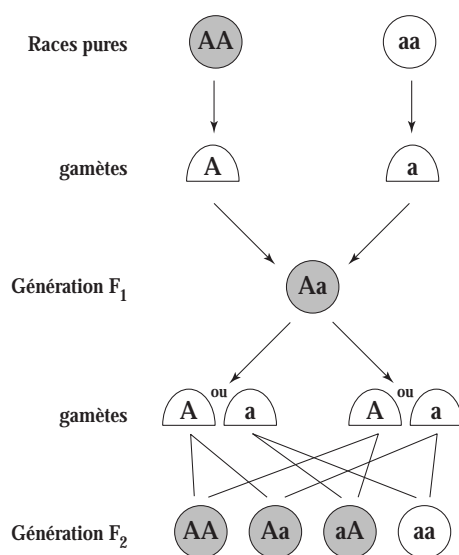 Races pures AA aa
gamètes A a
Génération F1 Aa
ou ou
gamètes A a A a
Génération F2 AA Aa aA aa